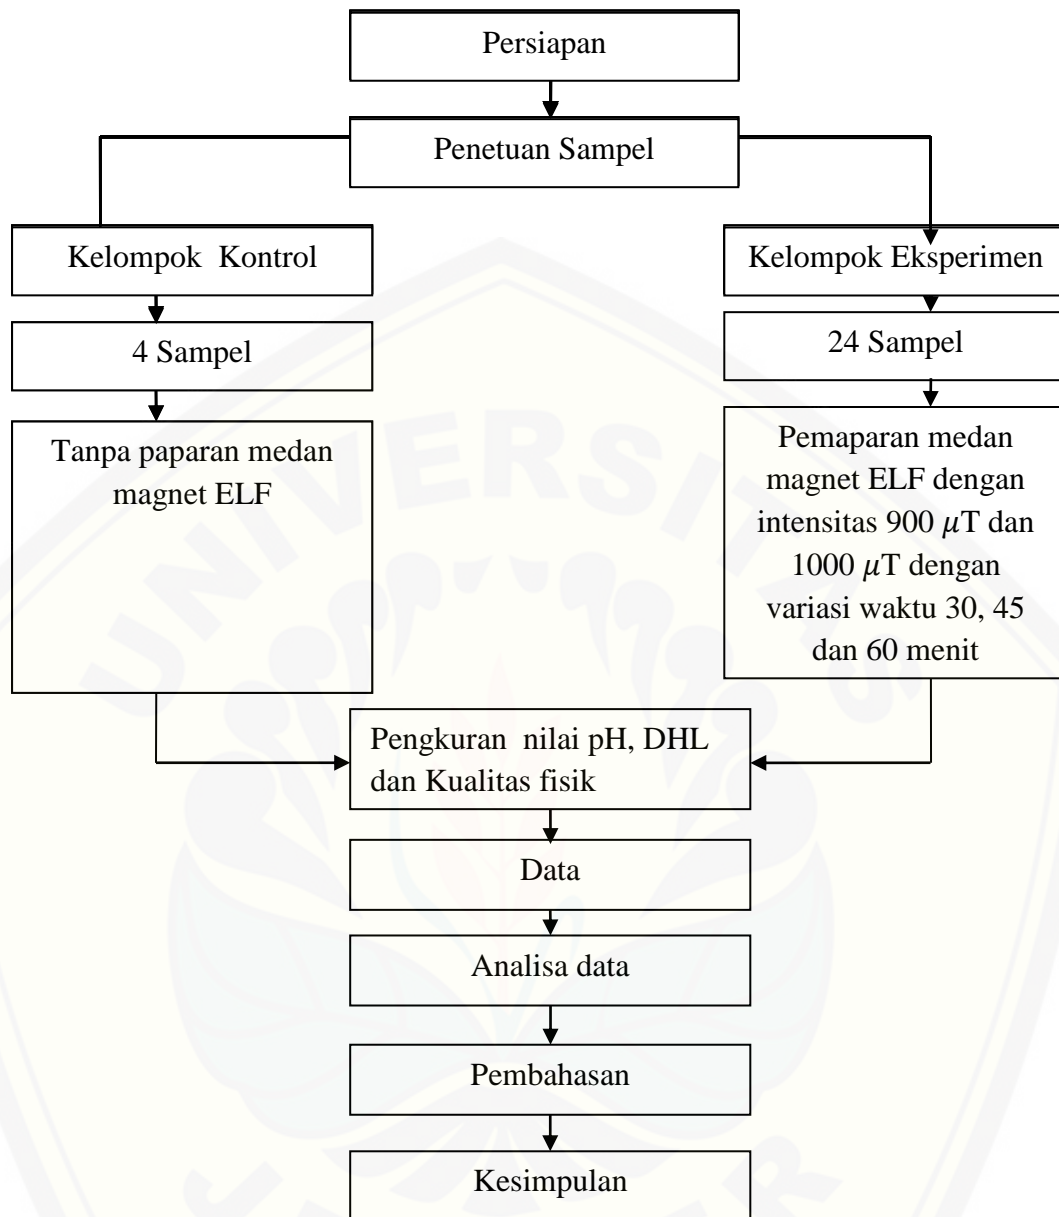 Persiapan
Penetuan Sampel
Kelompok Kontrol
Kelompok Eksperimen
4 Sampel
24 Sampel
Tanpa paparan medan
magnet ELF
Pemaparan medan
magnet ELF dengan
intensitas 900 𝜇T dan
1000 𝜇T dengan
variasi waktu 30, 45
dan 60 menit
Pengkuran nilai pH, DHL
dan Kualitas fisik
Data
Analisa data
Pembahasan
Kesimpulan
UNIVERSITAS